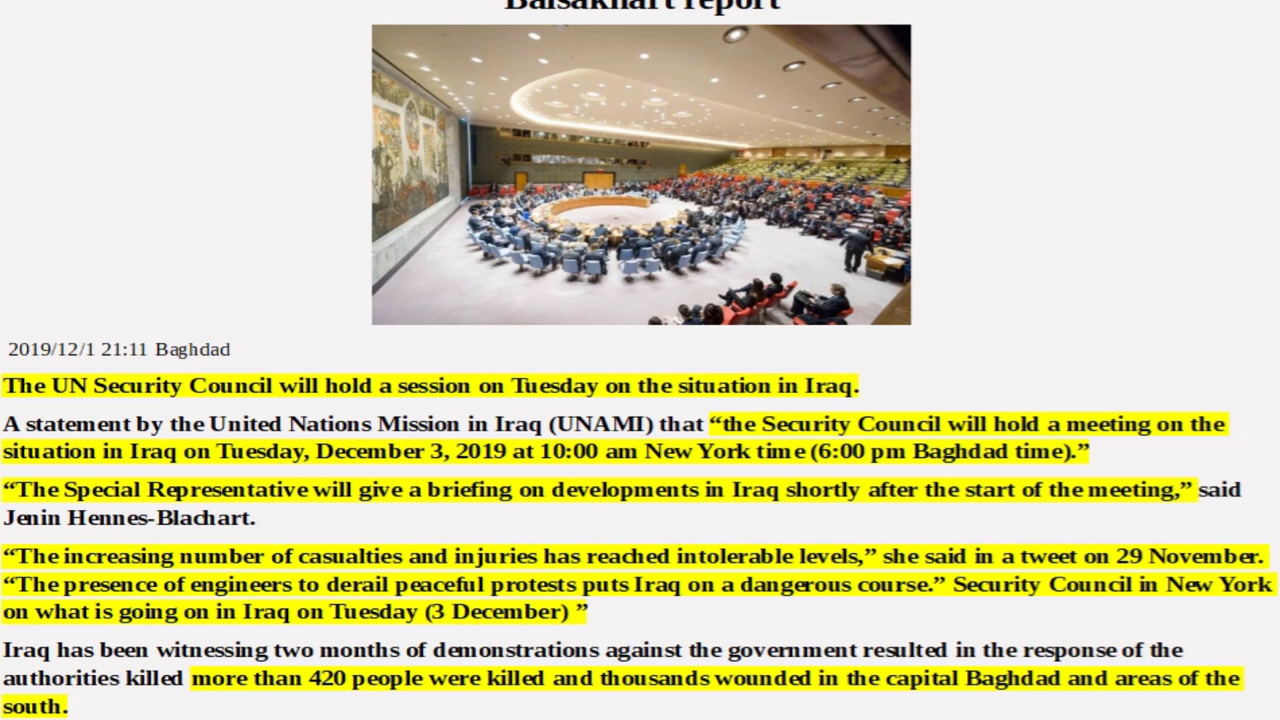 Balsakhart report
2019/12/1 21:11 Baghdad
The UN Security Council will hold a session on Tuesday on the situation in Iraq.
A statement by the United Nations Mission in Iraq (UNAMI) that “the Security Council will hold a meeting on the
situation in Iraq on Tuesday, December 3, 2019 at 10:00 am New York time (6:00 pm Baghdad time).”
“The Special Representative will give a briefing on developments in Iraq shortly after the start of the meeting,” said
Jenin Hennes-Blachart.
“The increasing number of casualties and injuries has reached intolerable levels,” she said in a tweet on 29 November.
“The presence of engineers to derail peaceful protests puts Iraq on a dangerous course.” Security Council in New York
on what is going on in Iraq on Tuesday (3 December) ”
Iraq has been witnessing two months of demonstrations against the government resulted in the response of the
authorities killed more than 420 people were killed and thousands wounded in the capital Baghdad and areas of the
south.